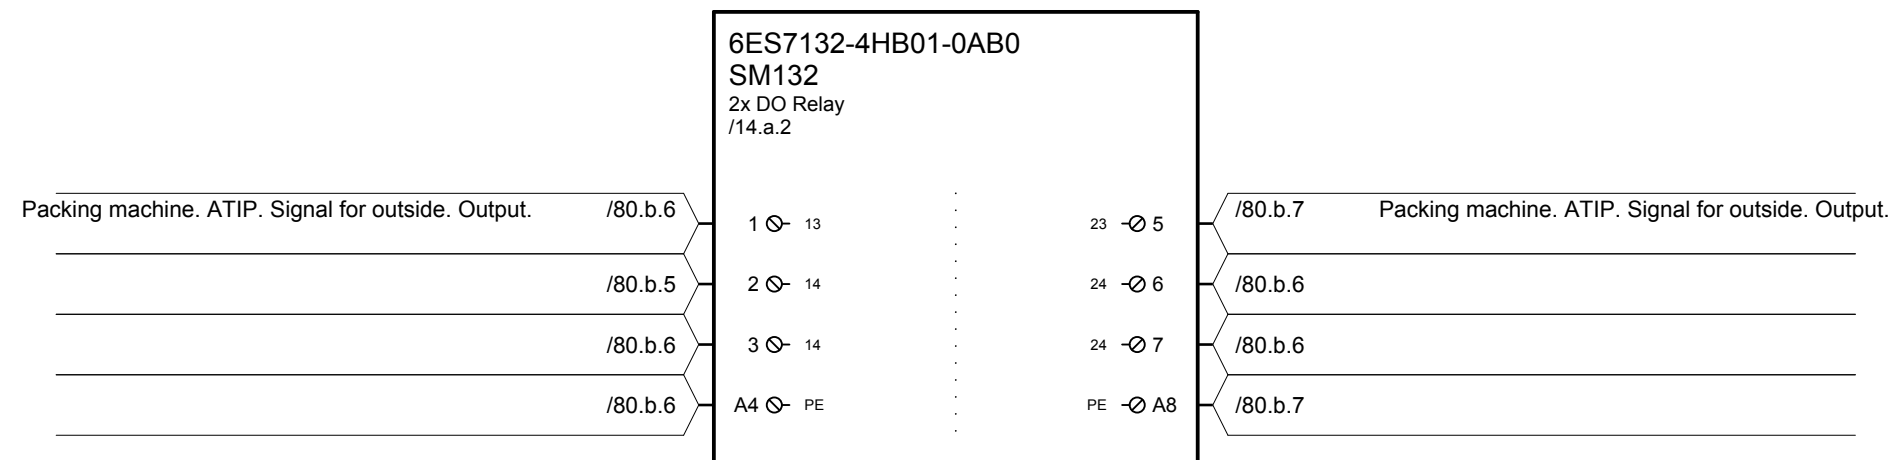 6ES7132-4HB01-0AB0
SM132
2x DO Relay
/14.a.2
Packing machine. ATIP. Signal for outside. Output. /80.b.6 1 13 23 5 /80.b.7 Packing machine. ATIP. Signal for outside. Output.
/80.b.5 2 14 24 6 /80.b.6
/80.b.6 3 14 24 7 /80.b.6
/80.b.6 A4 PE PE A8 /80.b.7